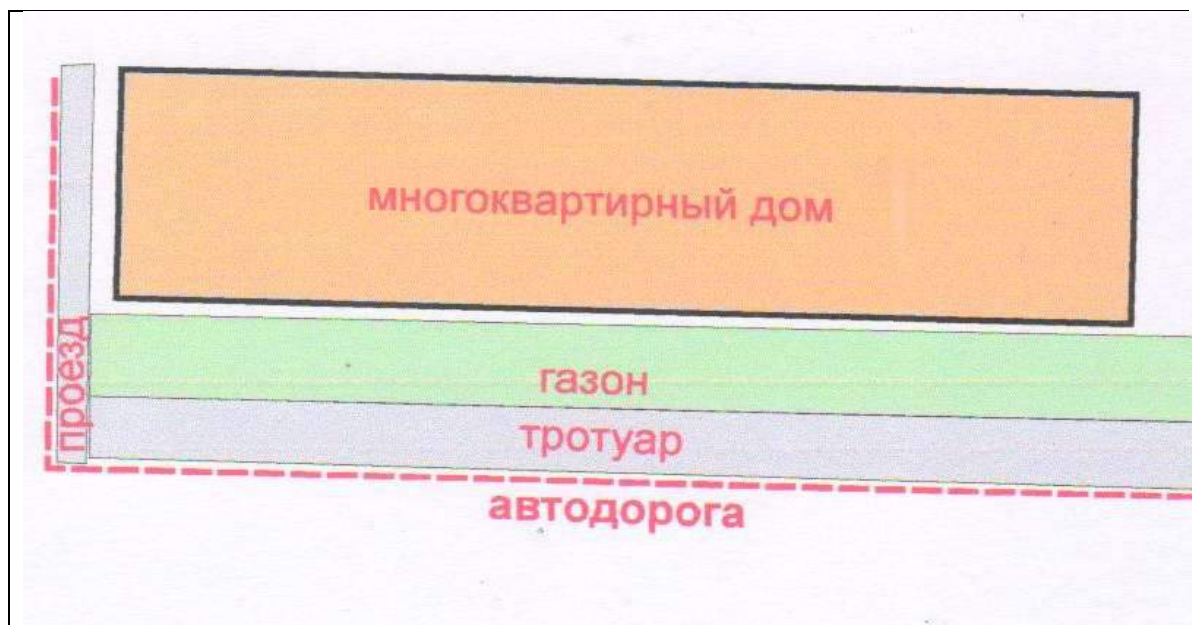 многоквартирный дом
проезд
газон
тротуар
автодорога